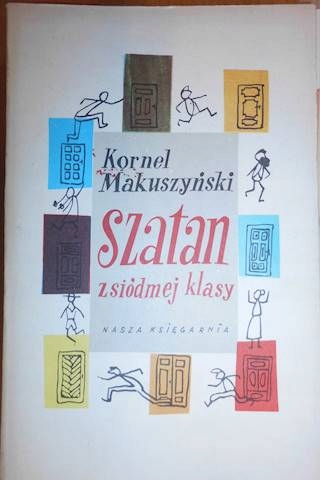 Kornel
Makuszyński
Szatan
z siódmej klasy
NASZA KSIĘGARNIA